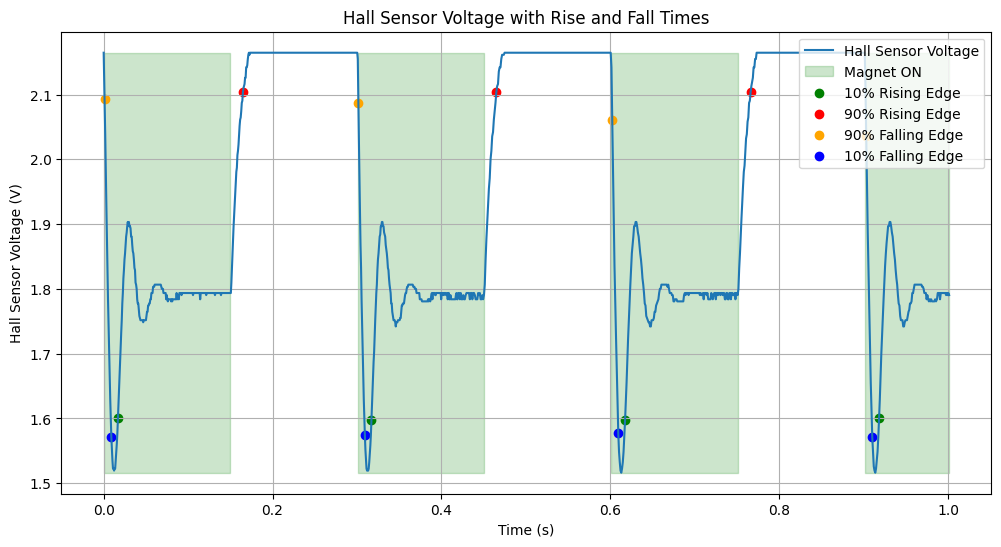 Hall Sensor Voltage with Rise and Fall Times
Hall Sensor Voltage (V)
2.1
2.0
1.9
1.8
1.7
1.6
1.5
Hall Sensor Voltage
Magnet ON
10% Rising Edge
90% Rising Edge
90% Falling Edge
10% Falling Edge
0.0
0.2
0.4
0.6
0.8
1.0
Time (s)